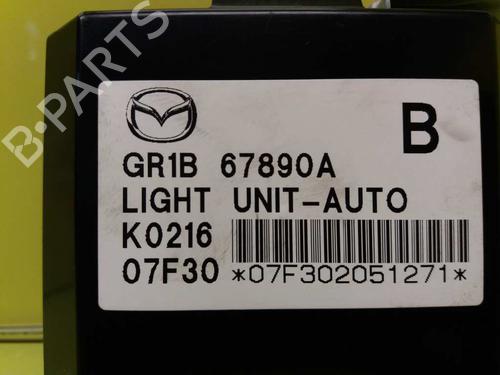 B-PARTS
B
GR1B 67890A
LIGHT UNIT-AUTO
K0216
07F30 *07F302051271*